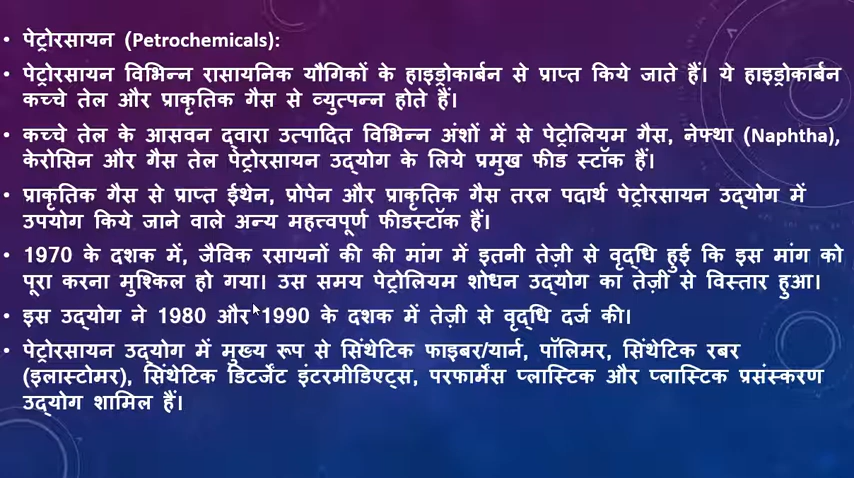 • पेट्रोरसायन (Petrochemicals):
• पेट्रोरसायन विभिन्न रासायनिक यौगिकों के हाइड्रोकार्बन से प्राप्त किये जाते हैं। ये हाइड्रोकार्बन
कच्चे तेल और प्राकृतिक गैस से व्युत्पन्न होते हैं।
• कच्चे तेल के आसवन द्वारा उत्पादित विभिन्न अंशों में से पेट्रोलियम गैस, नेफ्था (Naphtha),
केरोसिन और गैस तेल पेट्रोरसायन उद्योग के लिये प्रमुख फीड स्टॉक हैं।
• प्राकृतिक गैस से प्राप्त ईथेन, प्रोपेन और प्राकृतिक गैस तरल पदार्थ पेट्रोरसायन उद्योग में
उपयोग किये जाने वाले अन्य महत्त्वपूर्ण फीडस्टॉक हैं।
• 1970 के दशक में, जैविक रसायनों की की मांग में इतनी तेज़ी से वृद्धि हुई कि इस मांग को
पूरा करना मुश्किल हो गया। उस समय पेट्रोलियम शोधन उद्योग का तेज़ी से विस्तार हुआ।
• इस उद्योग ने 1980 और 1990 के दशक में तेज़ी से वृद्धि दर्ज की।
• पेट्रोरसायन उद्योग में मुख्य रूप से सिंथेटिक फाइबर/यार्न, पॉलिमर, सिंथेटिक रबर
(इलास्टोमर), सिंथेटिक डिटर्जेंट इंटरमीडिएट्स, परफार्मेंस प्लास्टिक और प्लास्टिक प्रसंस्करण
उद्योग शामिल हैं।